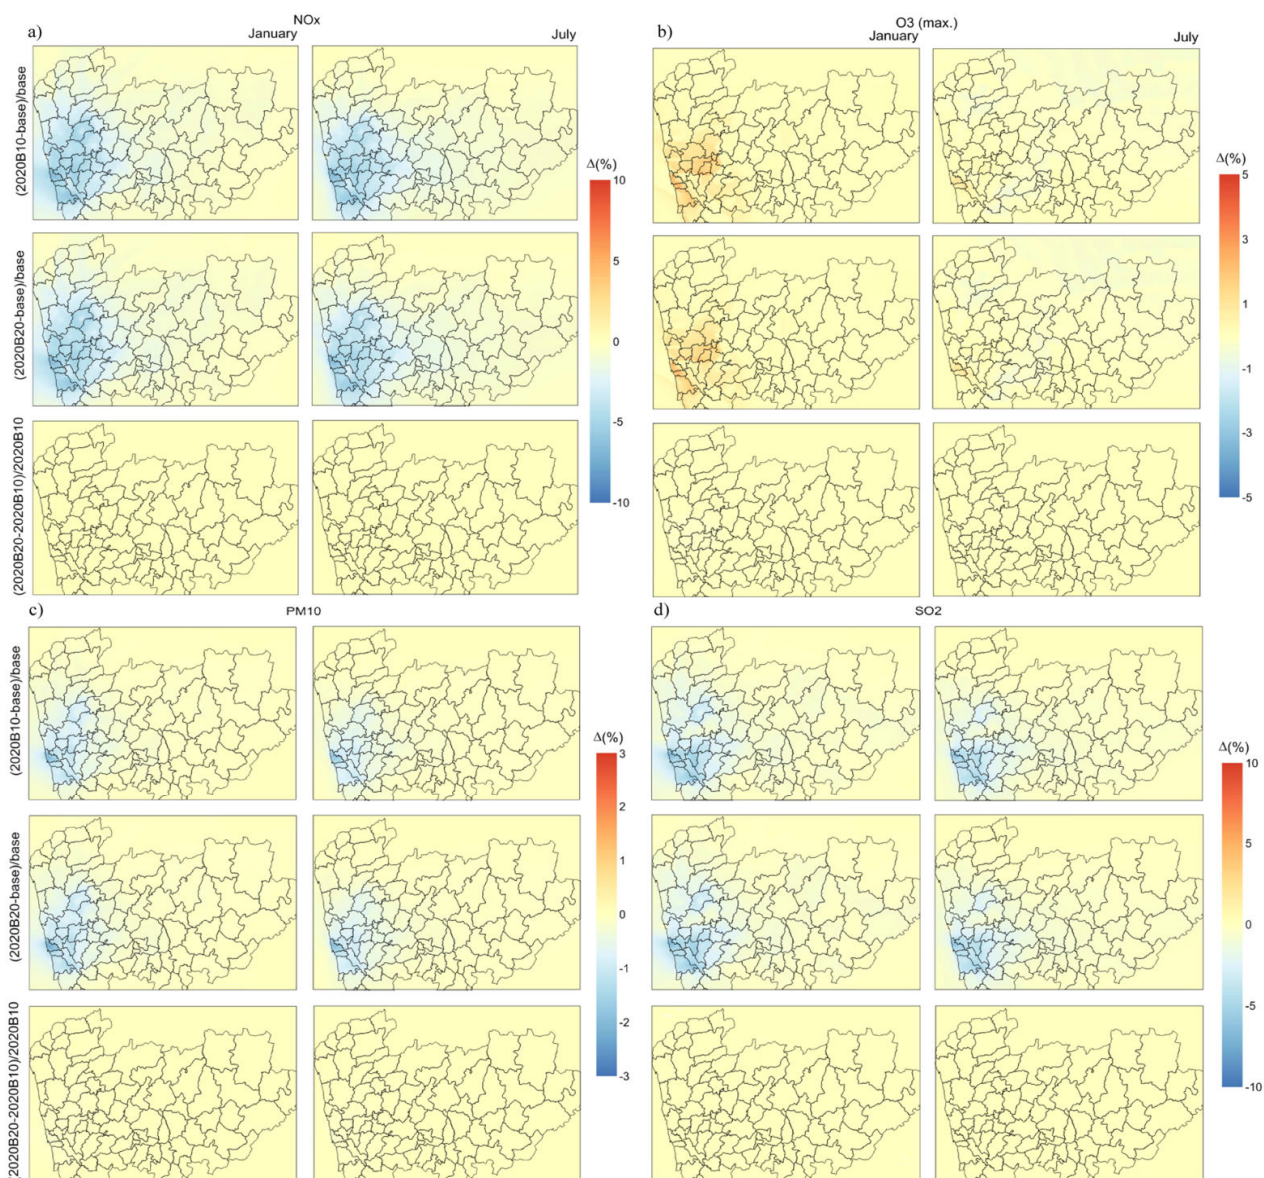 a)
NOx
January
July
(2020B10-base)/base
(2020B20-base)/base
(2020B20-2020B10)/2020B10
Δ(%)
10
5
0
-5
-10
b)
O3 (max.)
January
July
Δ(%)
5
3
1
-1
-3
-5
c)
PM10
(2020B10-base)/base
(2020B20-base)/base
(2020B20-2020B10)/2020B10
Δ(%)
3
2
1
0
-1
-2
-3
d)
SO2
Δ(%)
10
5
0
-5
-10